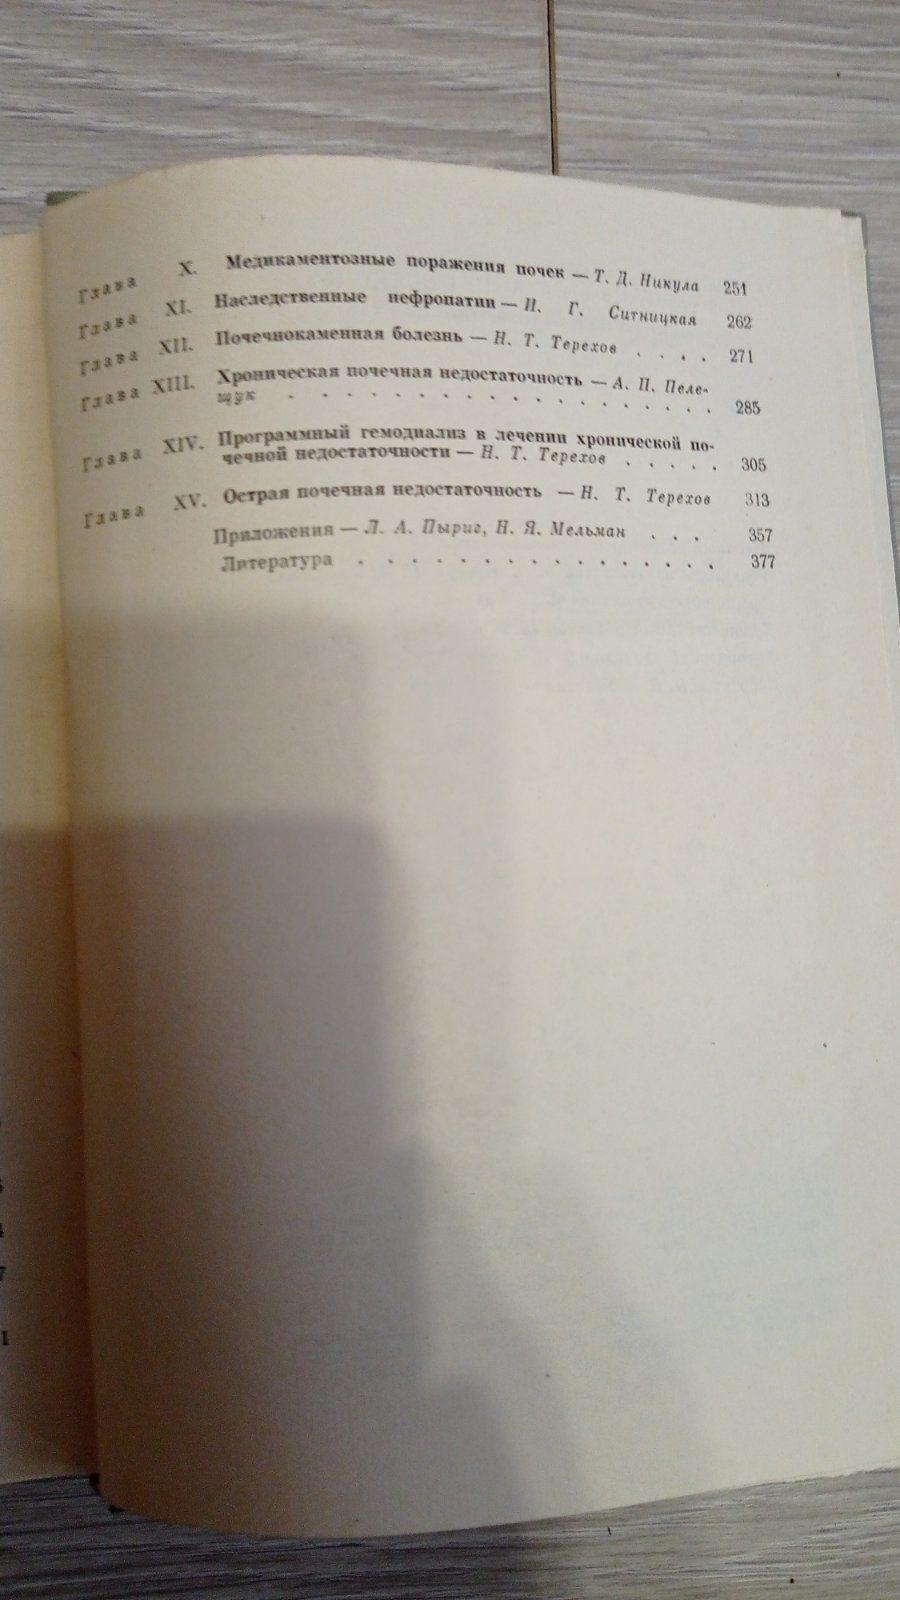 Глава X. Медикаментозные поражения почек — Т. Д. Никула 251
Глава XI. Наследственные нефропатии — И. Г. Ситницкая 262
Глава XII. Почечнокаменная болезнь — Н. Т. Терехов . . . . 271
Глава XIII. Хроническая почечная недостаточность — А. П. Пеле-
щук . . . . . . . . . . . . . . . . 285
Глава XIV. Программный гемодиализ в лечении хронической по-
чечной недостаточности — Н. Т. Терехов . . . . . 305
Глава XV. Острая почечная недостаточность — Н. Т. Терехов 313
Приложения — Л. А. Пыриг, Н. Я. Мельман . . . 357
Литература . . . . . . . . . . . . . . . 377